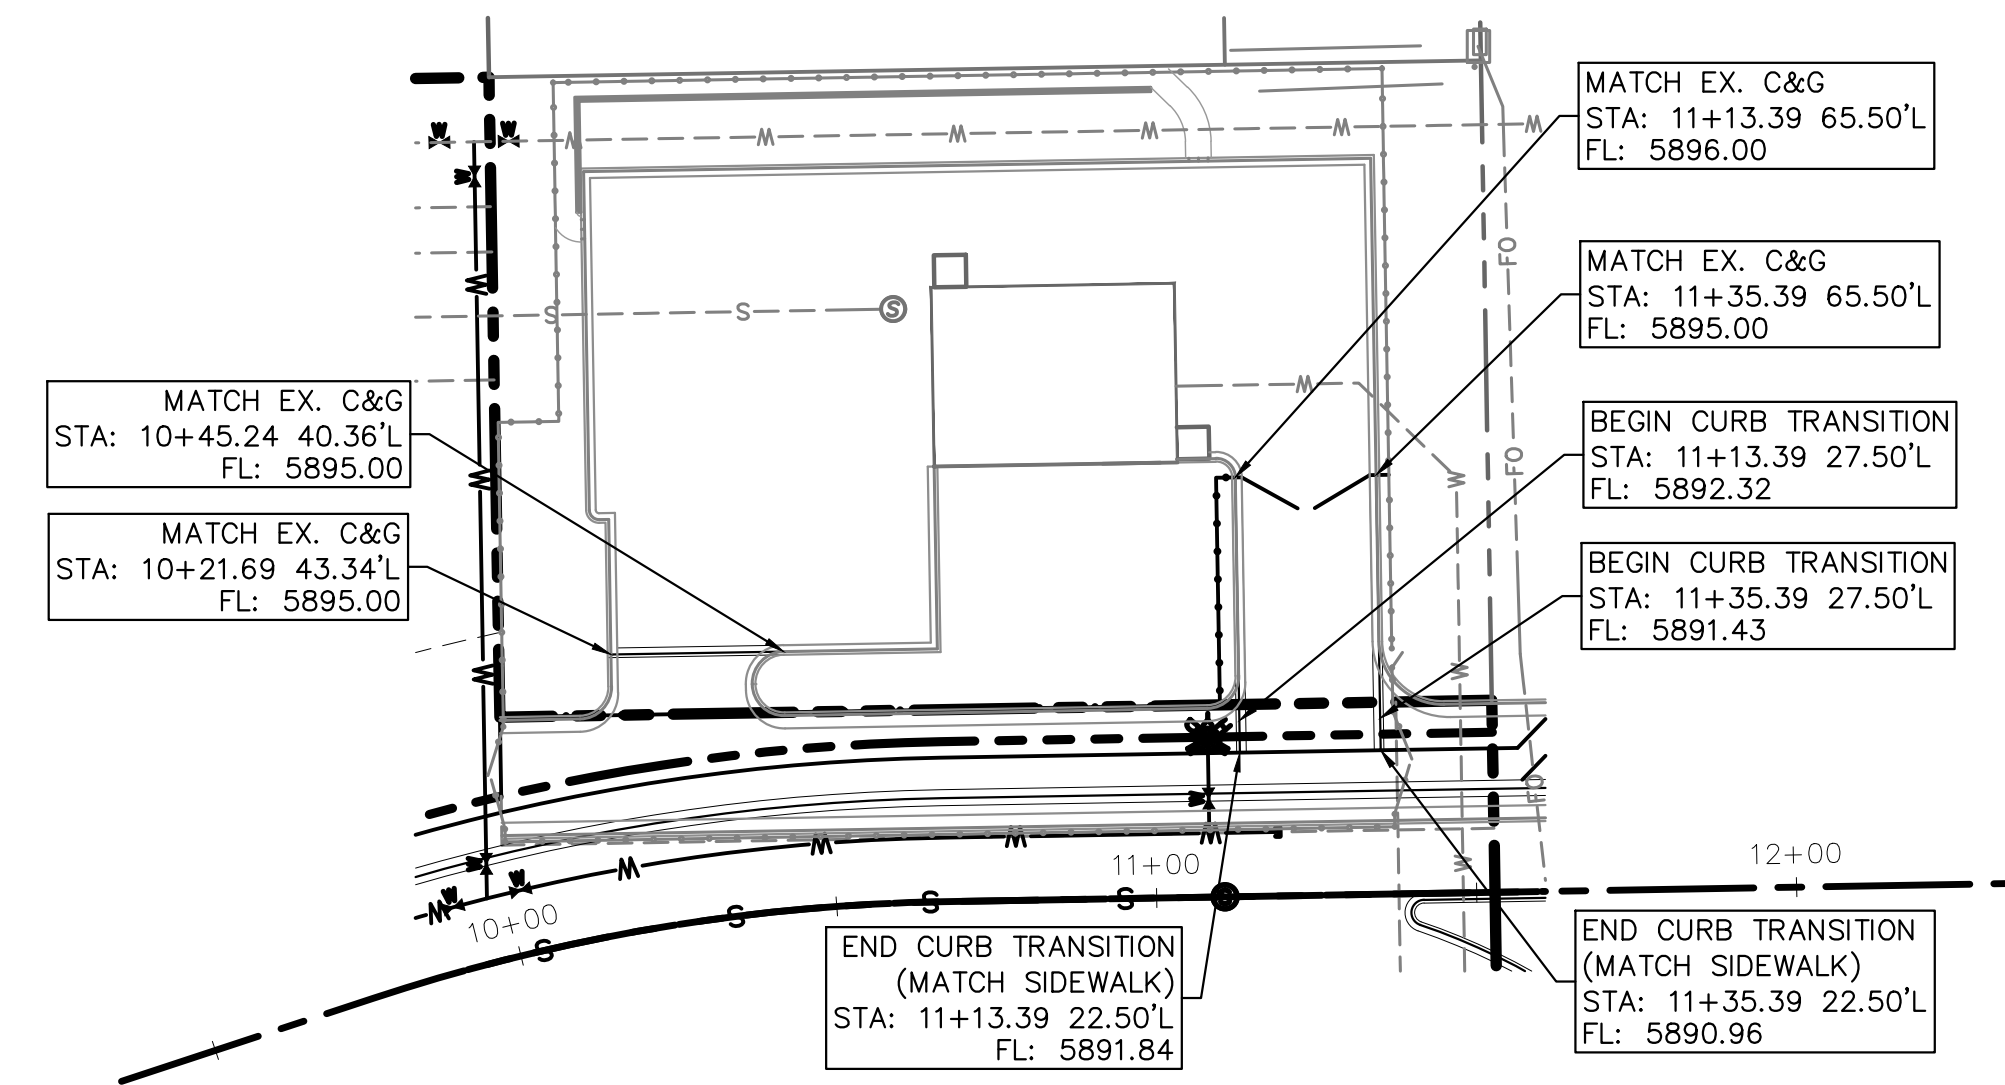 MATCH EX. C&G
STA: 11+13.39 65.50'L
FL: 5896.00
MATCH EX. C&G
STA: 11+35.39 65.50'L
FL: 5895.00
MATCH EX. C&G
STA: 10+45.24 40.36'L
FL: 5895.00
BEGIN CURB TRANSITION
STA: 11+13.39 27.50'L
FL: 5892.32
MATCH EX. C&G
STA: 10+21.69 43.34'L
FL: 5895.00
BEGIN CURB TRANSITION
STA: 11+35.39 27.50'L
FL: 5891.43
W
W
W
W
W
W
W
W
W
W
FO
S
S
S
W
FO
W
W
W
W
W
W
FO
W
W
W
W
W
W
W
W
W
10+00
11+00
12+00
S
S
S
S
END CURB TRANSITION
(MATCH SIDEWALK)
STA: 11+13.39 22.50'L
FL: 5891.84
END CURB TRANSITION
(MATCH SIDEWALK)
STA: 11+35.39 22.50'L
FL: 5890.96